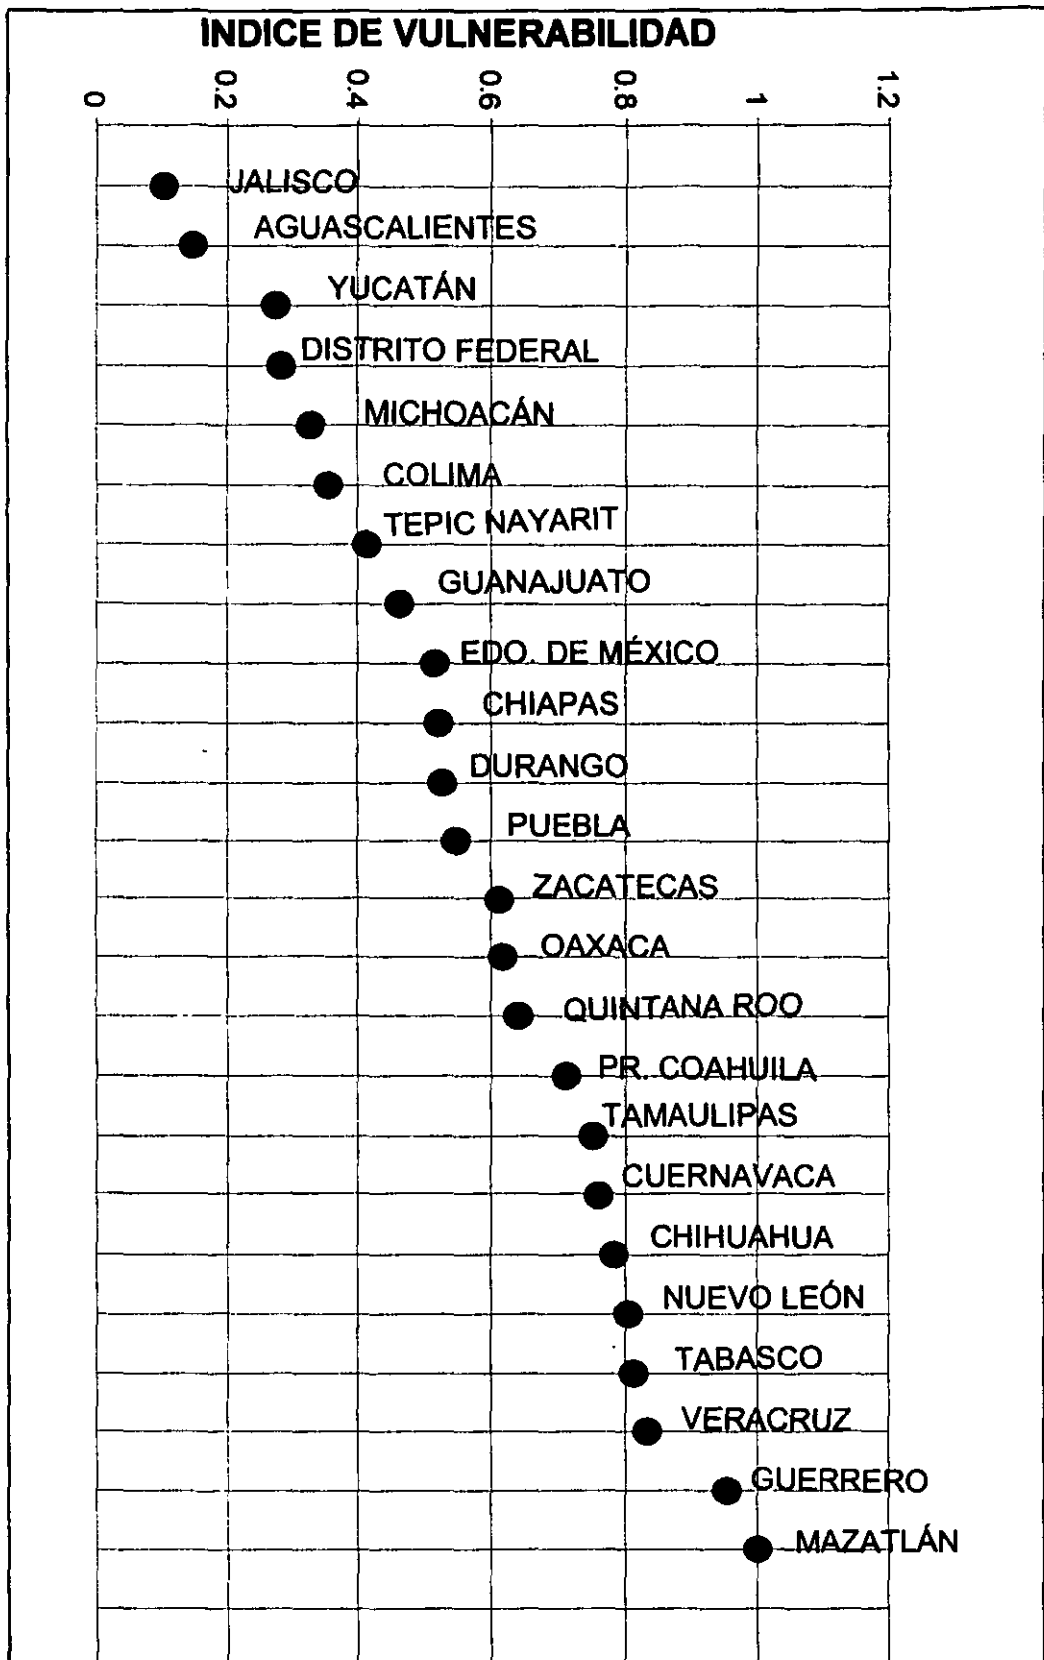 INDICE DE VULNERABILIDAD
0
0.2
0.4
0.6
0.8
1
1.2
JALISCO
AGUASCALIENTES
YUCATÁN
DISTRITO FEDERAL
MICHOACÁN
COLIMA
TEPIC NAYARIT
GUANAJUATO
EDO. DE MÉXICO
CHIAPAS
DURANGO
PUEBLA
ZACATECAS
OAXACA
QUINTANA ROO
PR. COAHUILA
TAMAULIPAS
CUERNAVACA
CHIHUAHUA
NUEVO LEÓN
TABASCO
VERACRUZ
GUERRERO
MAZATLÁN